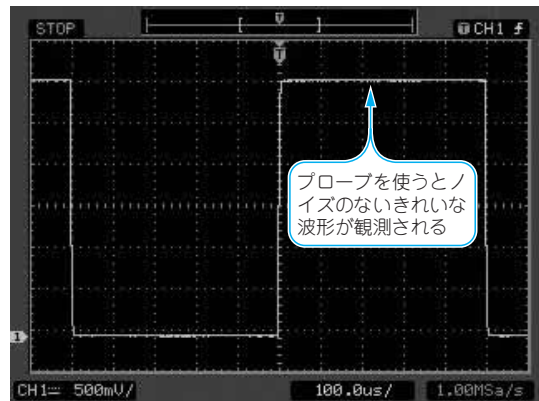 STOP
T CH1
T
プローブを使うとノ
イズのないきれいな
波形が観測される
1
CH1 500mV/
100.0us/
1.00MSa/s